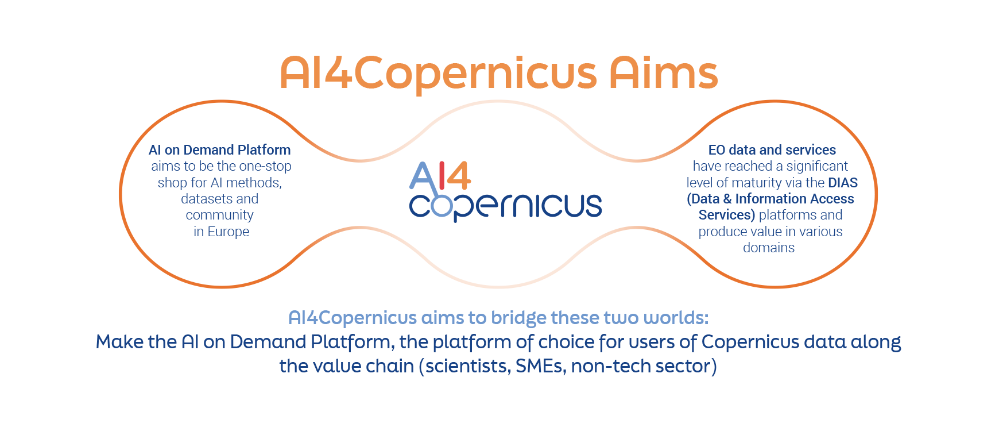 AI4Copernicus Aims
AI on Demand Platform
aims to be the one-stop
shop for AI methods,
datasets and
community
in Europe
AI4
copernicus
EO data and services
have reached a significant
level of maturity via the DIAS
(Data & Information Access
Services) platforms and
produce value in various
domains
AI4Copernicus aims to bridge these two worlds:
Make the AI on Demand Platform, the platform of choice for users of Copernicus data along
the value chain (scientists, SMEs, non-tech sector)